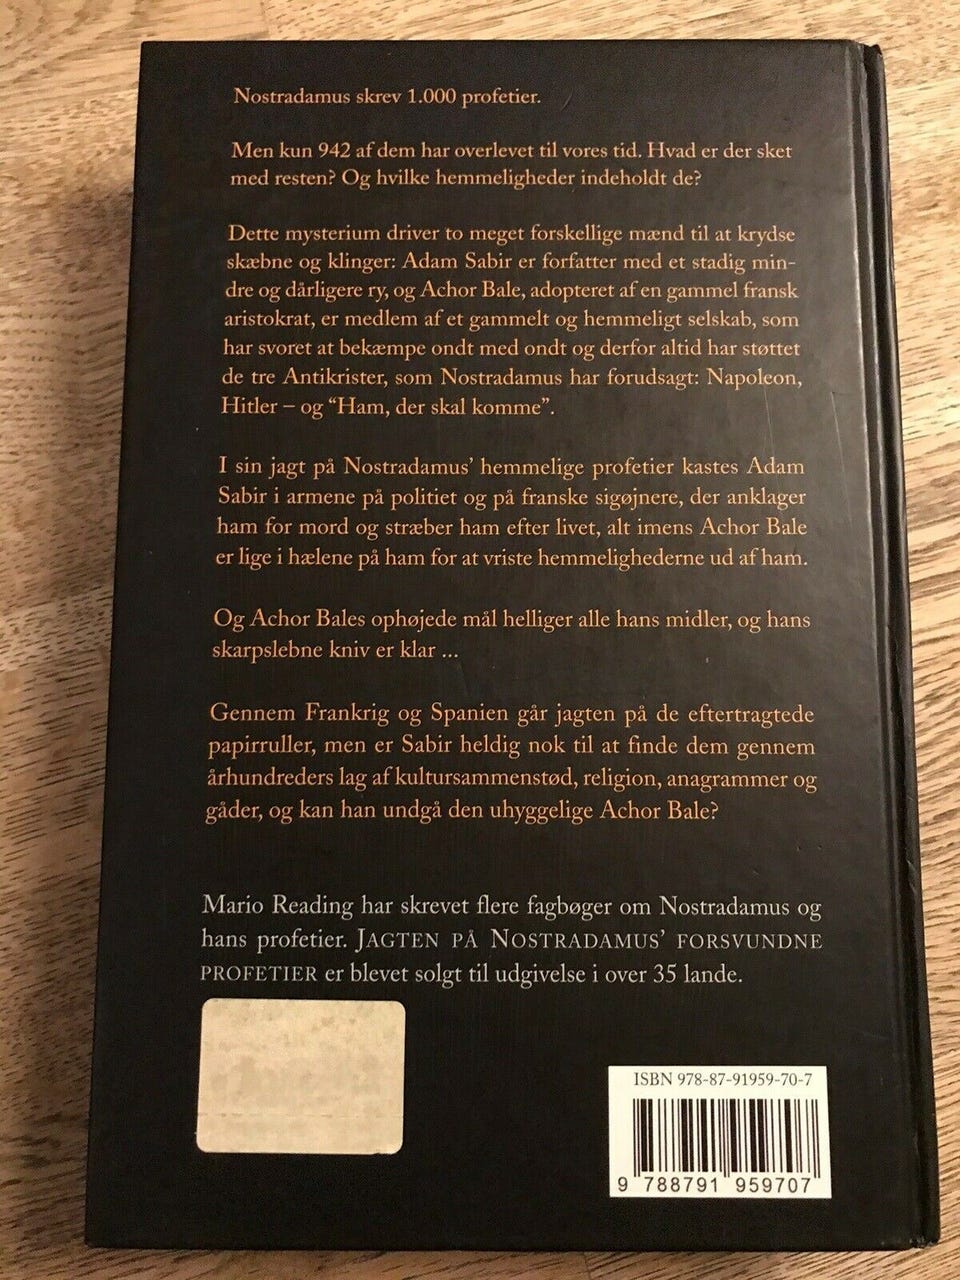 Nostradamus skrev 1.000 profetier.
Men kun 942 af dem har overlevet til vores tid. Hvad er der sket
med resten? Og hvilke hemmeligheder indeholdt de?
Dette mysterium driver to meget forskellige mænd til at krydse
skæbne og klinger: Adam Sabir er forfatter med et stadig min-
dre og dårligere ry, og Achor Bale, adopteret af en gammel fransk
aristokrat, er medlem af et gammelt og hemmeligt selskab, som
har svoret at bekæmpe ondt med ondt og derfor altid har støttet
de tre Antikrister, som Nostradamus har forudsagt: Napoleon,
Hitler – og “Ham, der skal komme”.
I sin jagt på Nostradamus’ hemmelige profetier kastes Adam
Sabir i armene på politiet og på franske sigøjnere, der anklager
ham for mord og stræber ham efter livet, alt imens Achor Bale
er lige i hælene på ham for at vriste hemmelighederne ud af ham.
Og Achor Bales ophøjede mål helliger alle hans midler, og hans
skarpslebne kniv er klar ...
Gennem Frankrig og Spanien går jagten på de eftertragtede
papirruller, men er Sabir heldig nok til at finde dem gennem
århundreders lag af kultursammenstød, religion, anagrammer og
gåder, og kan han undgå den uhyggelige Achor Bale?
Mario Reading har skrevet flere fagbøger om Nostradamus og
hans profetier. JAGTEN PÅ NOSTRADAMUS’ FORSVUNDNE
PROFETIER er blevet solgt til udgivelse i over 35 lande.
ISBN 978-87-91959-70-7
9 788791 959707